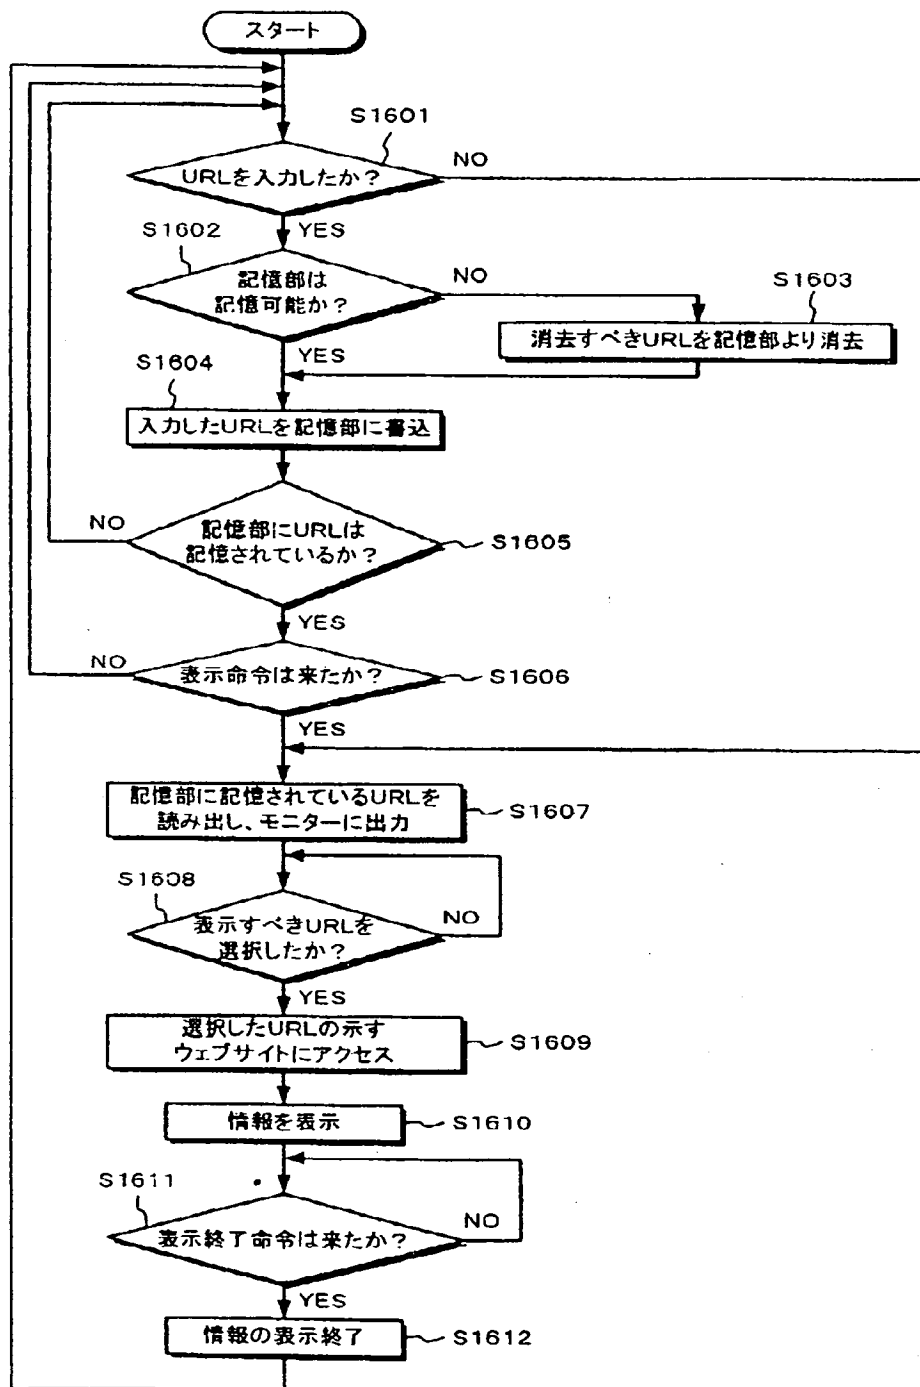 スタート
S1601
URLを入力したか？
NO
YES
S1602
記憶部は
記憶可能か？
NO
S1603
消去すべきURLを記憶部より消去
YES
S1604
入力したURLを記憶部に書込
記憶部にURLは
記憶されているか？
NO
S1605
YES
表示命令は来たか？
NO
S1606
YES
記憶部に記憶されているURLを
読み出し、モニターに出力
S1607
S1608
表示すべきURLを
選択したか？
NO
YES
選択したURLの示す
ウェブサイトにアクセス
S1609
情報を表示
S1610
S1611
表示終了命令は来たか？
NO
YES
情報の表示終了
S1612